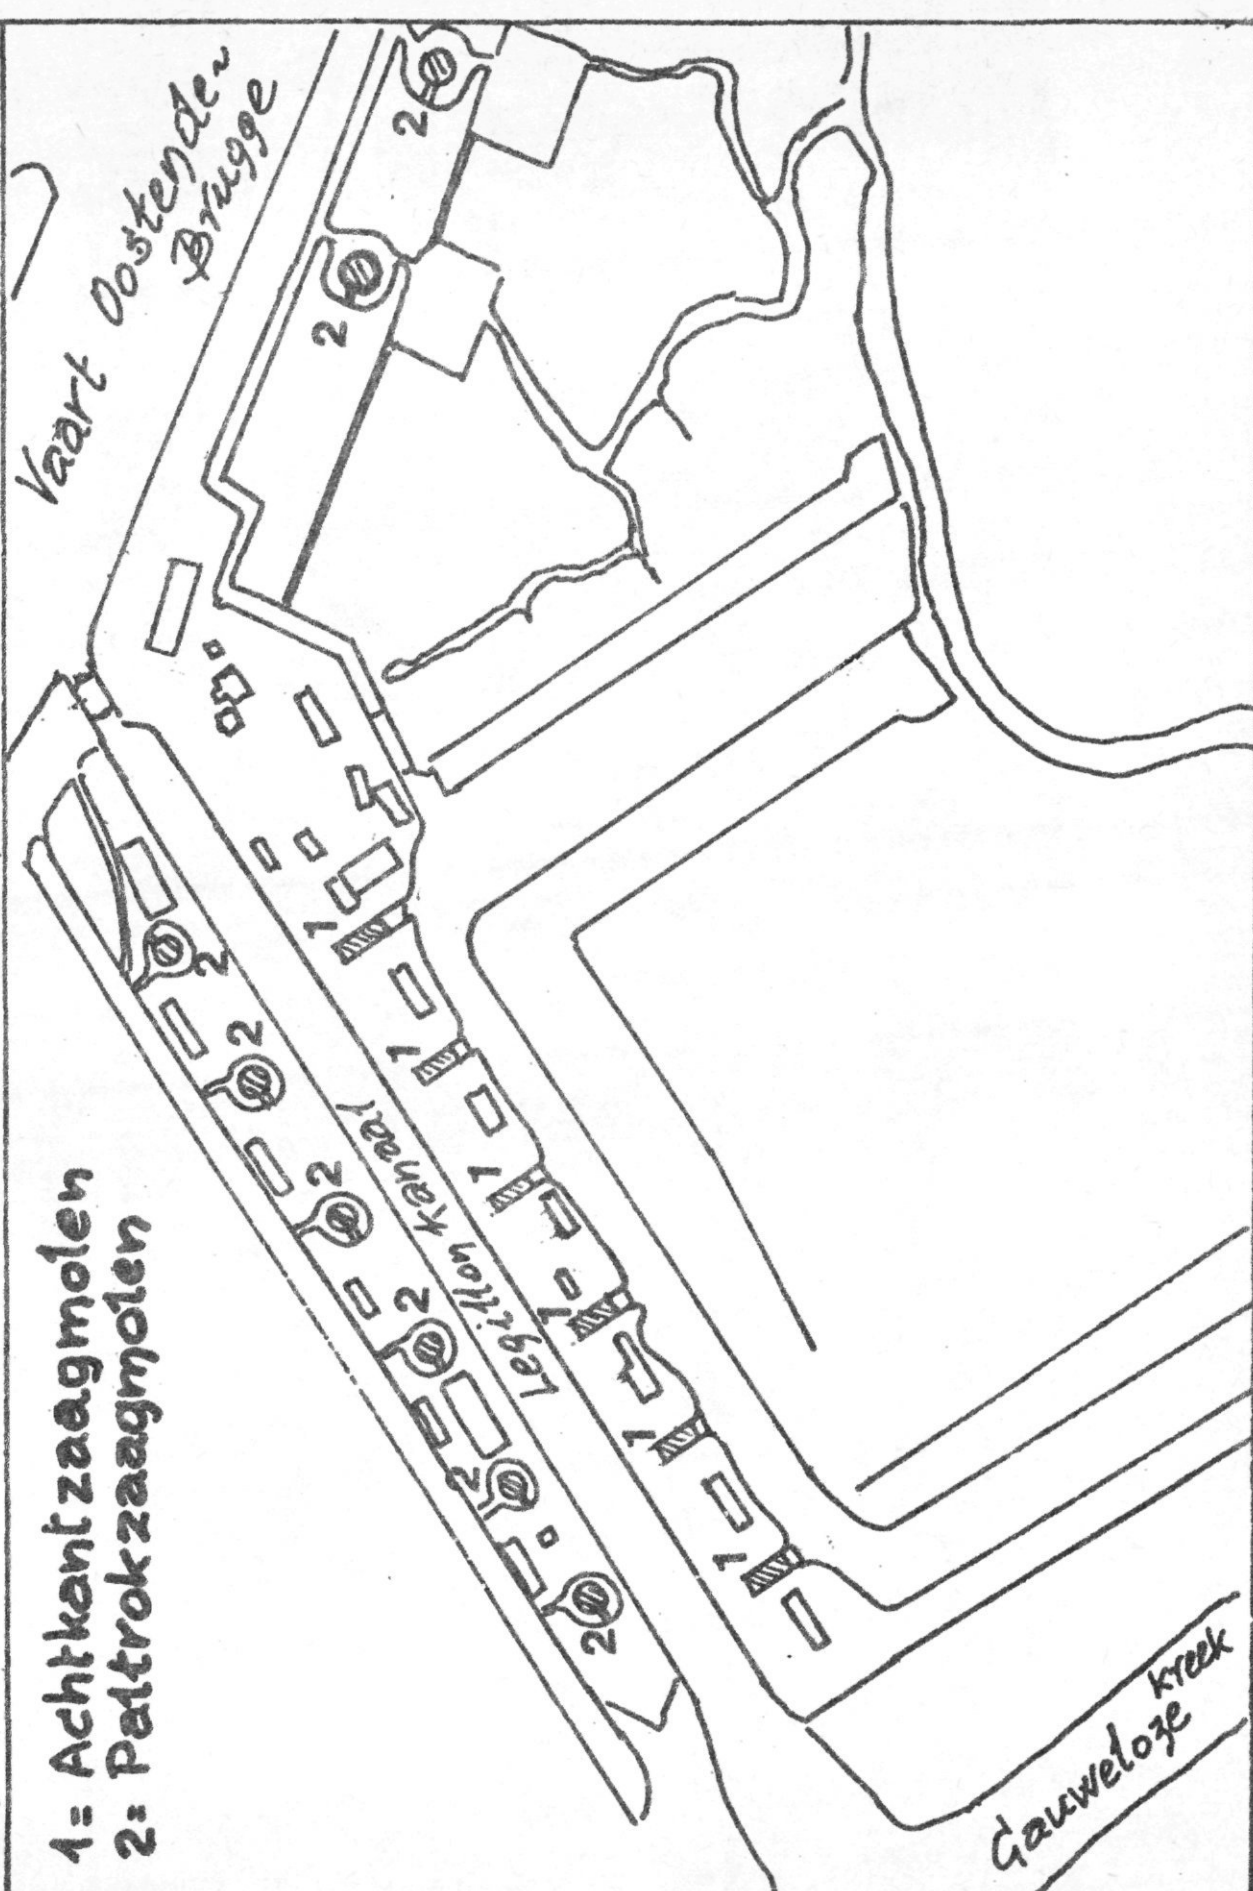 1= Achtkantzaagmolen
2= Paltrokzaagmolen
Vaart Oostende
Brugge
2
2
2
2
2
2
2
2
Legillon kanaal
1
1
1
1
1
1
Gauweloze
kreek